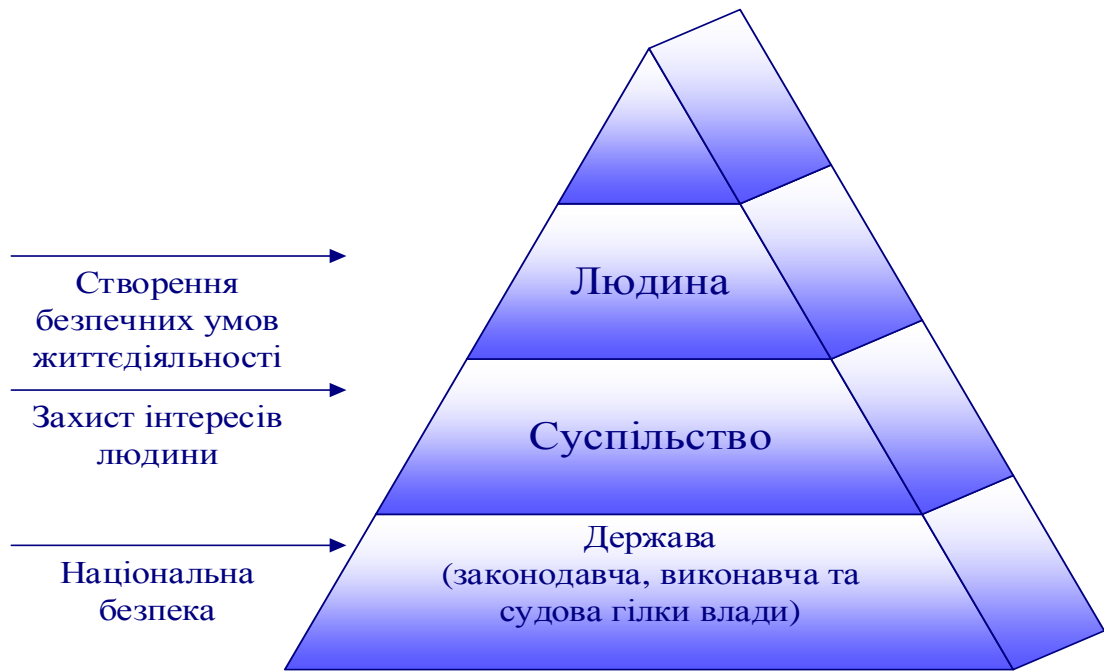 Людина
Створення
безпечних умов
життєдіяльності
Захист інтересів
людини
Суспільство
Держава
(законодавча, виконавча та
судова гілки влади)
Національна
безпека